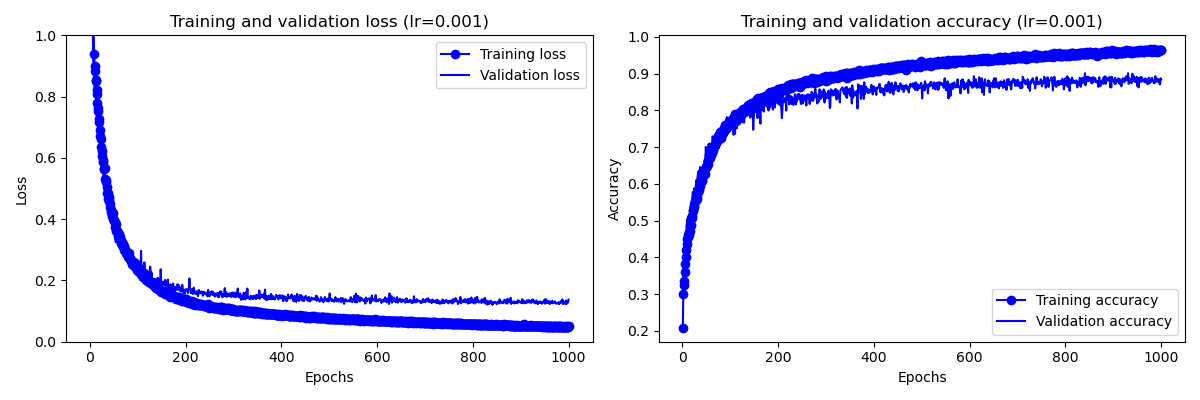 Training and validation loss (lr=0.001)
1.0
0.8
0.6
0.4
0.2
0.0
Loss
0
200
400
600
800
1000
Epochs
Training loss
Validation loss
Training and validation accuracy (lr=0.001)
1.0
0.9
0.8
0.7
0.6
0.5
0.4
0.3
0.2
Accuracy
0
200
400
600
800
1000
Epochs
Training accuracy
Validation accuracy